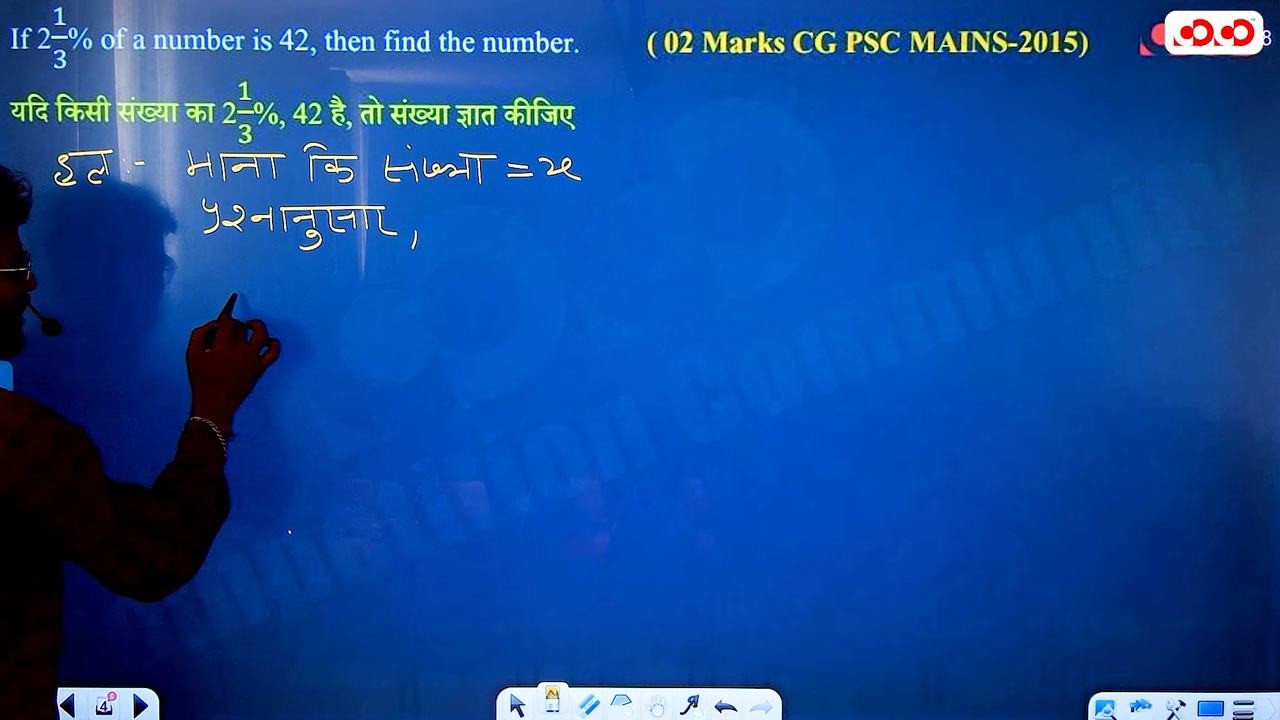 If 2 1/3% of a number is 42, then find the number. ( 02 Marks CG PSC MAINS-2015)
यदि किसी संख्या का 2 1/3%, 42 है, तो संख्या ज्ञात कीजिए
हल :- माना कि संख्या = x
प्रश्नानुसार,